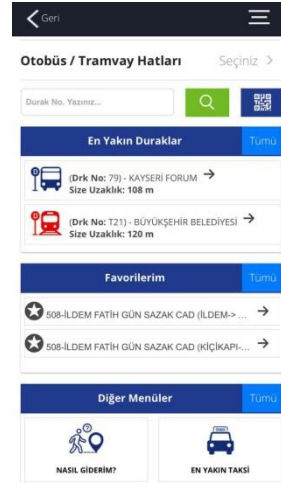 Geri
Otobüs / Tramvay Hatları Seçiniz >
Durak No. Yazınız...
En Yakın Duraklar Tümü
(Drk No: 79) - KAYSERİ FORUM →
Size Uzaklık: 108 m
(Drk No: T21) - BÜYÜKŞEHİR BELEDİYESİ →
Size Uzaklık: 120 m
Favorilerim Tümü
508-İLDEM FATİH GÜN SAZAK CAD (İLDEM-> ... →
508-İLDEM FATİH GÜN SAZAK CAD (KİÇİKAPI-... →
Diğer Menüler Tümü
NASIL GİDERİM? EN YAKIN TAKSİ